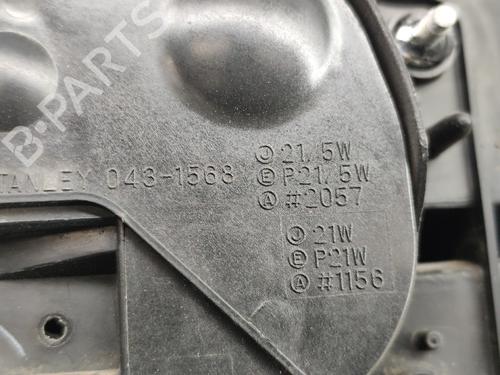 B-PARTS
TANLEY 043-1568
J 21/5W
E P21/5W
A #2057
J 21W
E P21W
A #1156